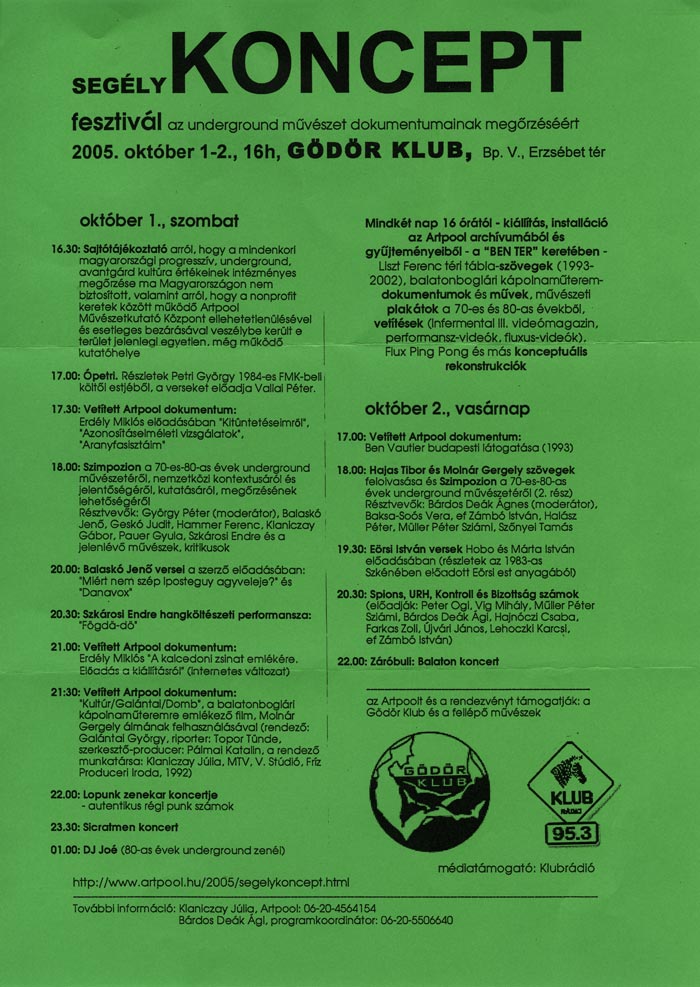 SEGÉLY KONCEPT
fesztivál az underground művészet dokumentumainak megőrzéséért
2005. október 1-2., 16h, GÖDÖR KLUB, Bp. V., Erzsébet tér
október 1., szombat
16.30: Sajtótájékoztató arról, hogy a mindenkori
magyarországi progresszív, underground,
avantgárd kultúra értékeinek intézményes
megőrzése ma Magyarországon nem
biztosított, valamint arról, hogy a nonprofit
keretek között működő Artpool
Művészetkutató Központ ellehetetlenülésével
és esetleges bezárásával veszélybe került e
terület jelenlegi egyetlen, még működő
kutatóhelye
17.00: Ópetri. Részletek Petri György 1984-es FMK-beli
költői estjéből, a verseket előadja Vallai Péter.
17.30: Vetített Artpool dokumentum:
Erdély Miklós előadásában "Kitüntetéseimről",
"Azonosításelméleti vizsgálatok",
"Aranyfasisztáim"
18.00: Szimpozion a 70-es-80-as évek underground
művészetéről, nemzetközi kontextusáról és
jelentőségéről, kutatásáról, megőrzésének
lehetőségéről
Résztvevők: György Péter (moderátor), Balaskó
Jenő, Geskó Judit, Hammer Ferenc, Klaniczay
Gábor, Pauer Gyula, Szkárosi Endre és a
jelenlévő művészek, kritikusok
20.00: Balaskó Jenő versei a szerző előadásában:
"Miért nem szép Iposteguy agyveleje?" és
"Danavox"
20.30: Szkárosi Endre hangköltészeti performansza:
"Fôgdà-dô"
21.00: Vetített Artpool dokumentum:
Erdély Miklós "A kalcedoni zsinat emlékére.
Előadás a kiállításról" (internetes változat)
21:30: Vetített Artpool dokumentum:
"Kultúr/Galántai/Domb", a balatonboglári
kápolnaműteremre emlékező film, Molnár
Gergely álmának felhasználásával (rendező:
Galántai György, riporter: Topor Tünde,
szerkesztő-producer: Pálmai Katalin, a rendező
munkatársa: Klaniczay Júlia, MTV, V. Stúdió, Fríz
Produceri Iroda, 1992)
22.00: Lopunk zenekar koncertje
- autentikus régi punk számok
23.30: Sicratmen koncert
01.00: DJ Joé (80-as évek underground zenéi)
http://www.artpool.hu/2005/segelykoncept.html
Mindkét nap 16 órától - kiállítás, installáció
az Artpool archívumából és
gyűjteményeiből - a "BEN TER" keretében -
Liszt Ferenc téri tábla-szövegek (1993-
2002), balatonboglári kápolnaműterem-
dokumentumok és művek, művészeti
plakátok a 70-es és 80-as évekből,
vetítések (Infermental III. videómagazin,
performansz-videók, fluxus-videók),
Flux Ping Pong és más konceptuális
rekonstrukciók
október 2., vasárnap
17.00: Vetített Artpool dokumentum:
Ben Vautier budapesti látogatása (1993)
18.00: Hajas Tibor és Molnár Gergely szövegek
felolvasása és Szimpozion a 70-es-80-as
évek underground művészetéről (2. rész)
Résztvevők: Bárdos Deák Ágnes (moderátor),
Baksa-Soós Vera, ef Zámbó István, Halász
Péter, Müller Péter Sziámi, Szőnyei Tamás
19.30: Eörsi István versek Hobo és Márta István
előadásában (részletek az 1983-as
Szkénében előadott Eörsi est anyagából)
20.30: Spions, URH, Kontroll és Bizottság számok
(előadják: Peter Ogi, Vig Mihály, Müller Péter
Sziámi, Bárdos Deák Ági, Hajnóczi Csaba,
Farkas Zoli, Újvári János, Lehoczki Karcsi,
ef Zámbó István)
22.00: Záróbuli: Balaton koncert
az Artpoolt és a rendezvényt támogatják: a
Gödör Klub és a fellépő művészek
GÖDÖR
KLUB
KLUB
RÁDIÓ
95.3
médiatámogató: Klubrádió
További információ: Klaniczay Júlia, Artpool: 06-20-4564154
Bárdos Deák Ági, programkoordinátor: 06-20-5506640